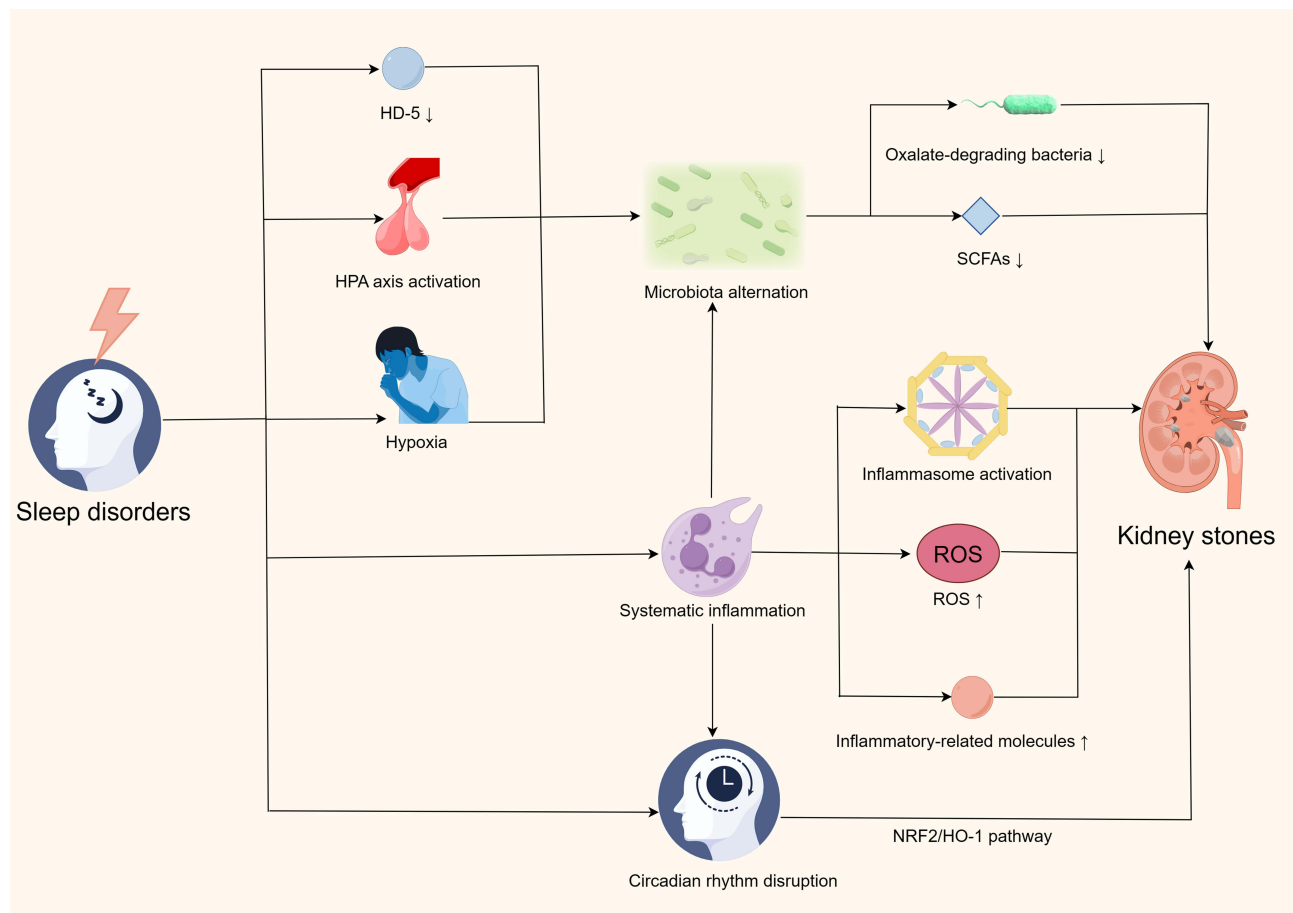 HD-5 ↓
HPA axis activation
Hypoxia
Sleep disorders
Microbiota alternation
Oxalate-degrading bacteria ↓
SCFAs ↓
Inflammasome activation
Systematic inflammation
ROS
ROS ↑
Inflammatory-related molecules ↑
Kidney stones
NRF2/HO-1 pathway
Circadian rhythm disruption